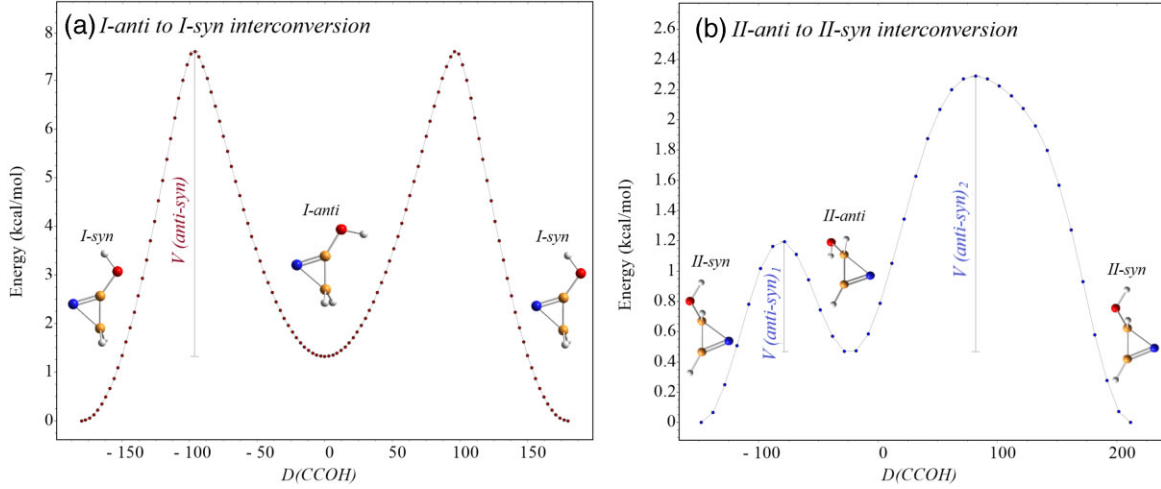 (a) I-anti to I-syn interconversion
Energy (kcal/mol)
8
7
6
5
4
3
2
1
0
V (anti-syn)
I-syn
I-anti
I-syn
- 150
- 100
- 50
0
50
100
150
D(CCOH)
(b) II-anti to II-syn interconversion
Energy (kcal/mol)
2.6
2.4
2.2
2
1.8
1.6
1.4
1.2
1
0.8
0.6
0.4
0.2
0
II-syn
V (anti-syn)1
II-anti
V (anti-syn)2
II-syn
- 100
0
100
200
D(CCOH)